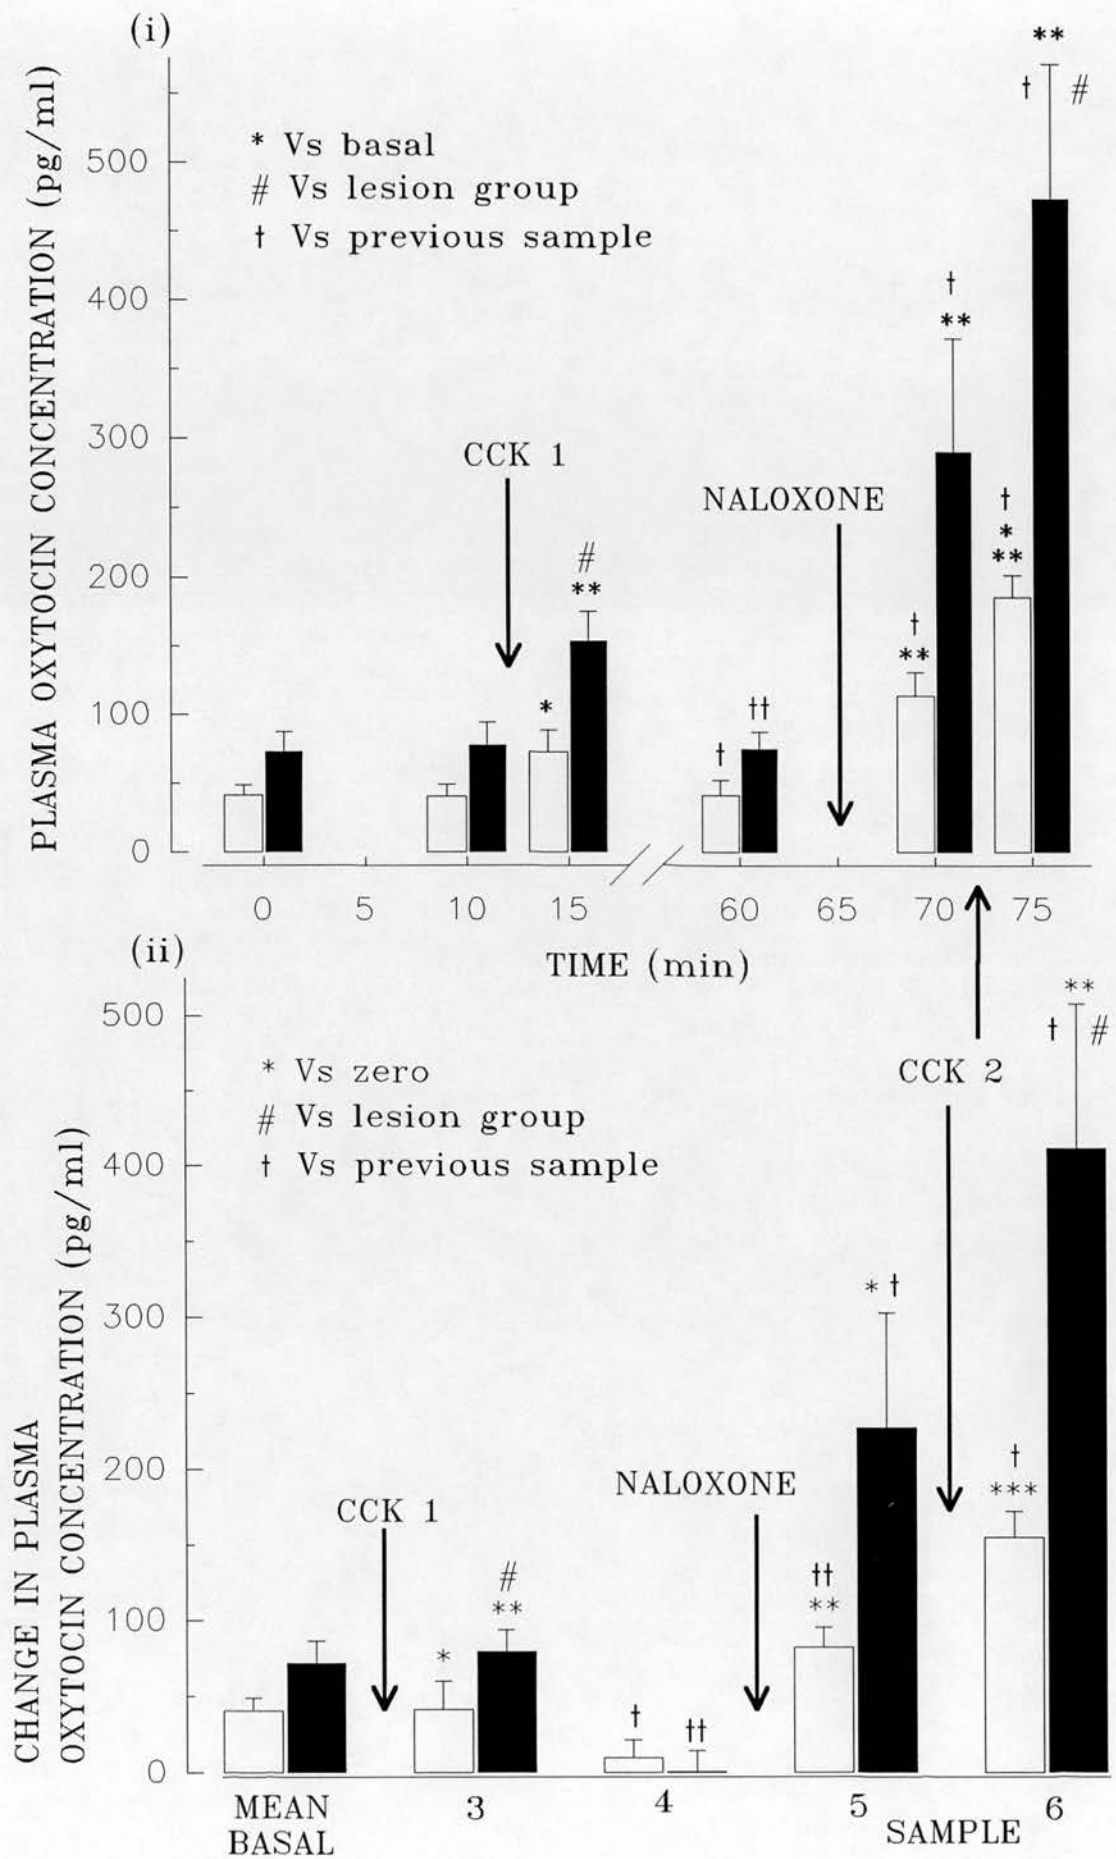 (i)
PLASMA OXYTOCIN CONCENTRATION (pg/ml)
500
400
300
200
100
0
* Vs basal
# Vs lesion group
† Vs previous sample
**
† #
†
**
CCK 1
NALOXONE
#
**
*
†
††
†
**
†
*
**
0 5 10 15 60 65 70 75
TIME (min)
(ii)
CHANGE IN PLASMA
OXYTOCIN CONCENTRATION (pg/ml)
500
400
300
200
100
0
* Vs zero
# Vs lesion group
† Vs previous sample
CCK 2
**
† #
* †
NALOXONE
CCK 1
†
***
#
**
*
††
**
†
††
MEAN
BASAL
3 4 5 6
SAMPLE